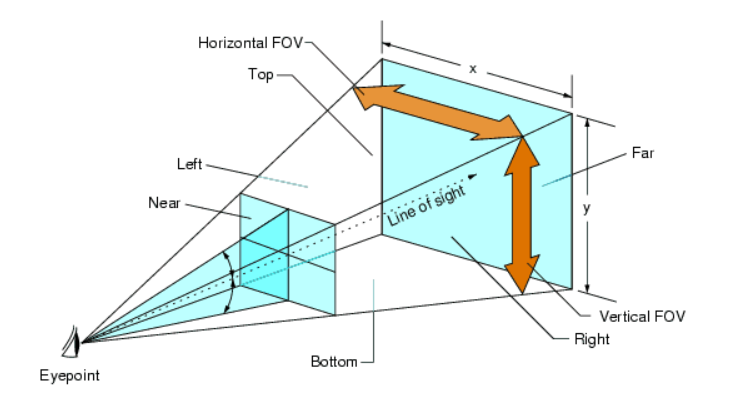 Horizontal FOV
x
Top
Far
Left
Near
Line of sight
y
Vertical FOV
Right
Bottom
Eyepoint